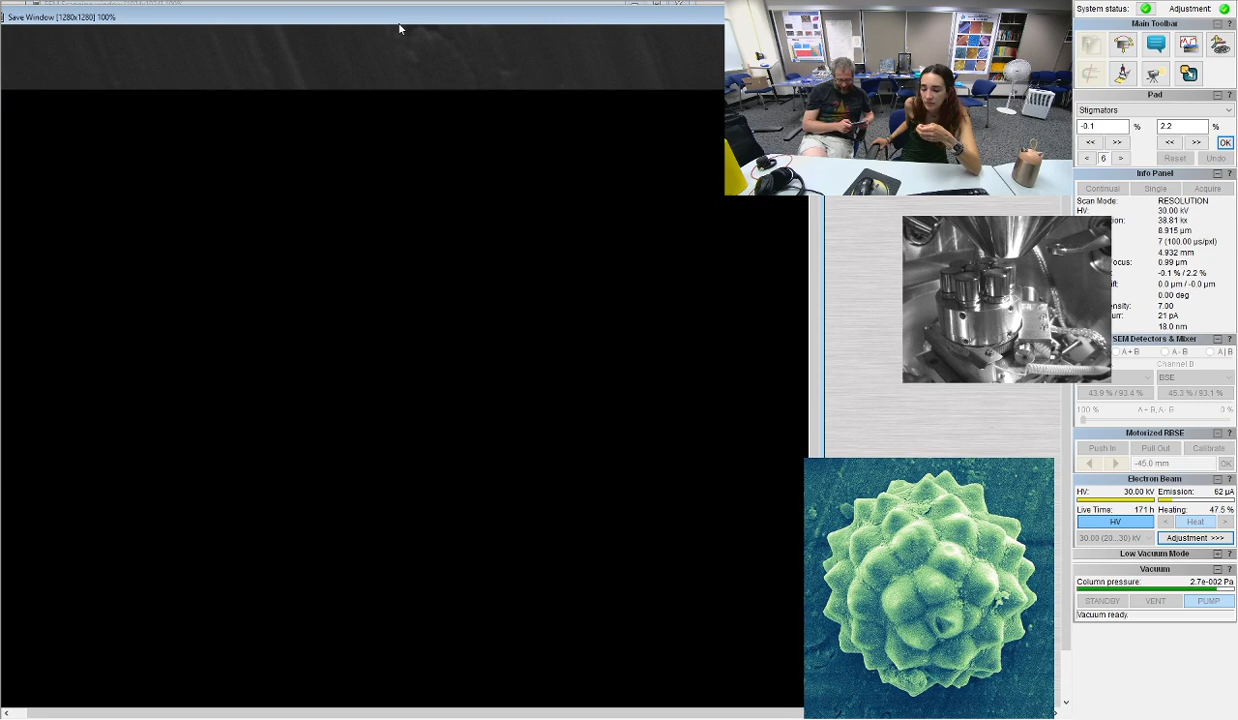 SEM Scanning window [1024x1024] 100%
Save Window [1280x1280] 100%
System status:
Adjustment:
Main Toolbar
− ?
Pad
− ?
Stigmators
-0.1 % 2.2 %
<< >> << >> OK
< 6 > Reset Undo
Info Panel
− ?
Continual Single Acquire
Scan Mode: RESOLUTION
HV: 30.00 kV
38.81 kx
8.915 µm
7 (100.00 µs/pxl)
4.932 mm
0.99 µm
-0.1 % / 2.2 %
0.0 µm / -0.0 µm
0.00 deg
7.00
21 pA
18.0 nm
SEM Detectors & Mixer
− ?
A + B A - B A | B
Channel B
BSE
43.9 % / 93.4 % 45.3 % / 93.1 %
100 % A + B, A - B 0 %
Motorized RBSE
− ?
Push In Pull Out Calibrate
-45.0 mm OK
Electron Beam
− ?
HV: 30.00 kV Emission: 62 µA
Live Time: 171 h Heating: 47.5 %
HV < Heat >
30.00 (20...30) kV Adjustment >>>
Low Vacuum Mode
+ ?
Vacuum
− ?
Column pressure: 2.7e-002 Pa
STANDBY VENT PUMP
Vacuum ready.